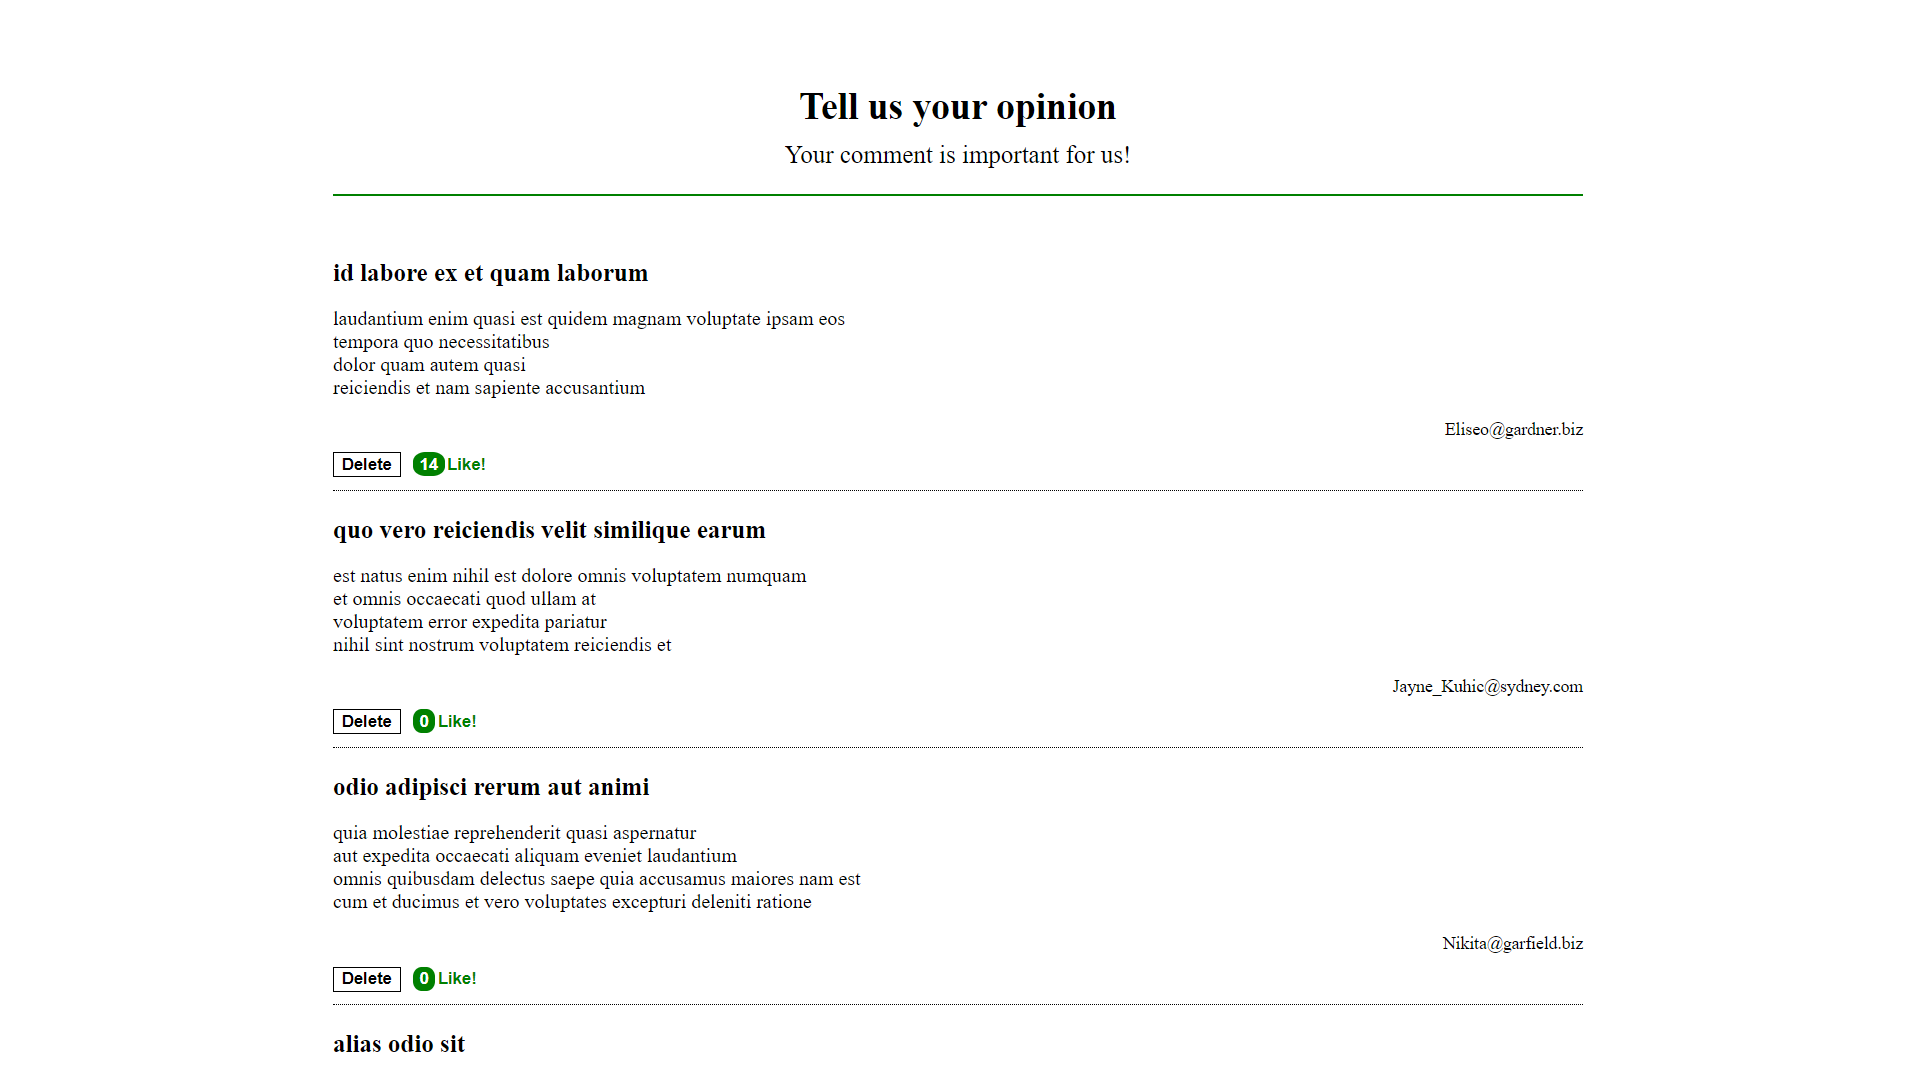 Tell us your opinion
Your comment is important for us!
id labore ex et quam laborum
laudantium enim quasi est quidem magnam voluptate ipsam eos
tempora quo necessitatibus
dolor quam autem quasi
reiciendis et nam sapiente accusantium
Eliseo@gardner.biz
Delete 14 Like!
quo vero reiciendis velit similique earum
est natus enim nihil est dolore omnis voluptatem numquam
et omnis occaecati quod ullam at
voluptatem error expedita pariatur
nihil sint nostrum voluptatem reiciendis et
Jayne_Kuhic@sydney.com
Delete 0 Like!
odio adipisci rerum aut animi
quia molestiae reprehenderit quasi aspernatur
aut expedita occaecati aliquam eveniet laudantium
omnis quibusdam delectus saepe quia accusamus maiores nam est
cum et ducimus et vero voluptates excepturi deleniti ratione
Nikita@garfield.biz
Delete 0 Like!
alias odio sit